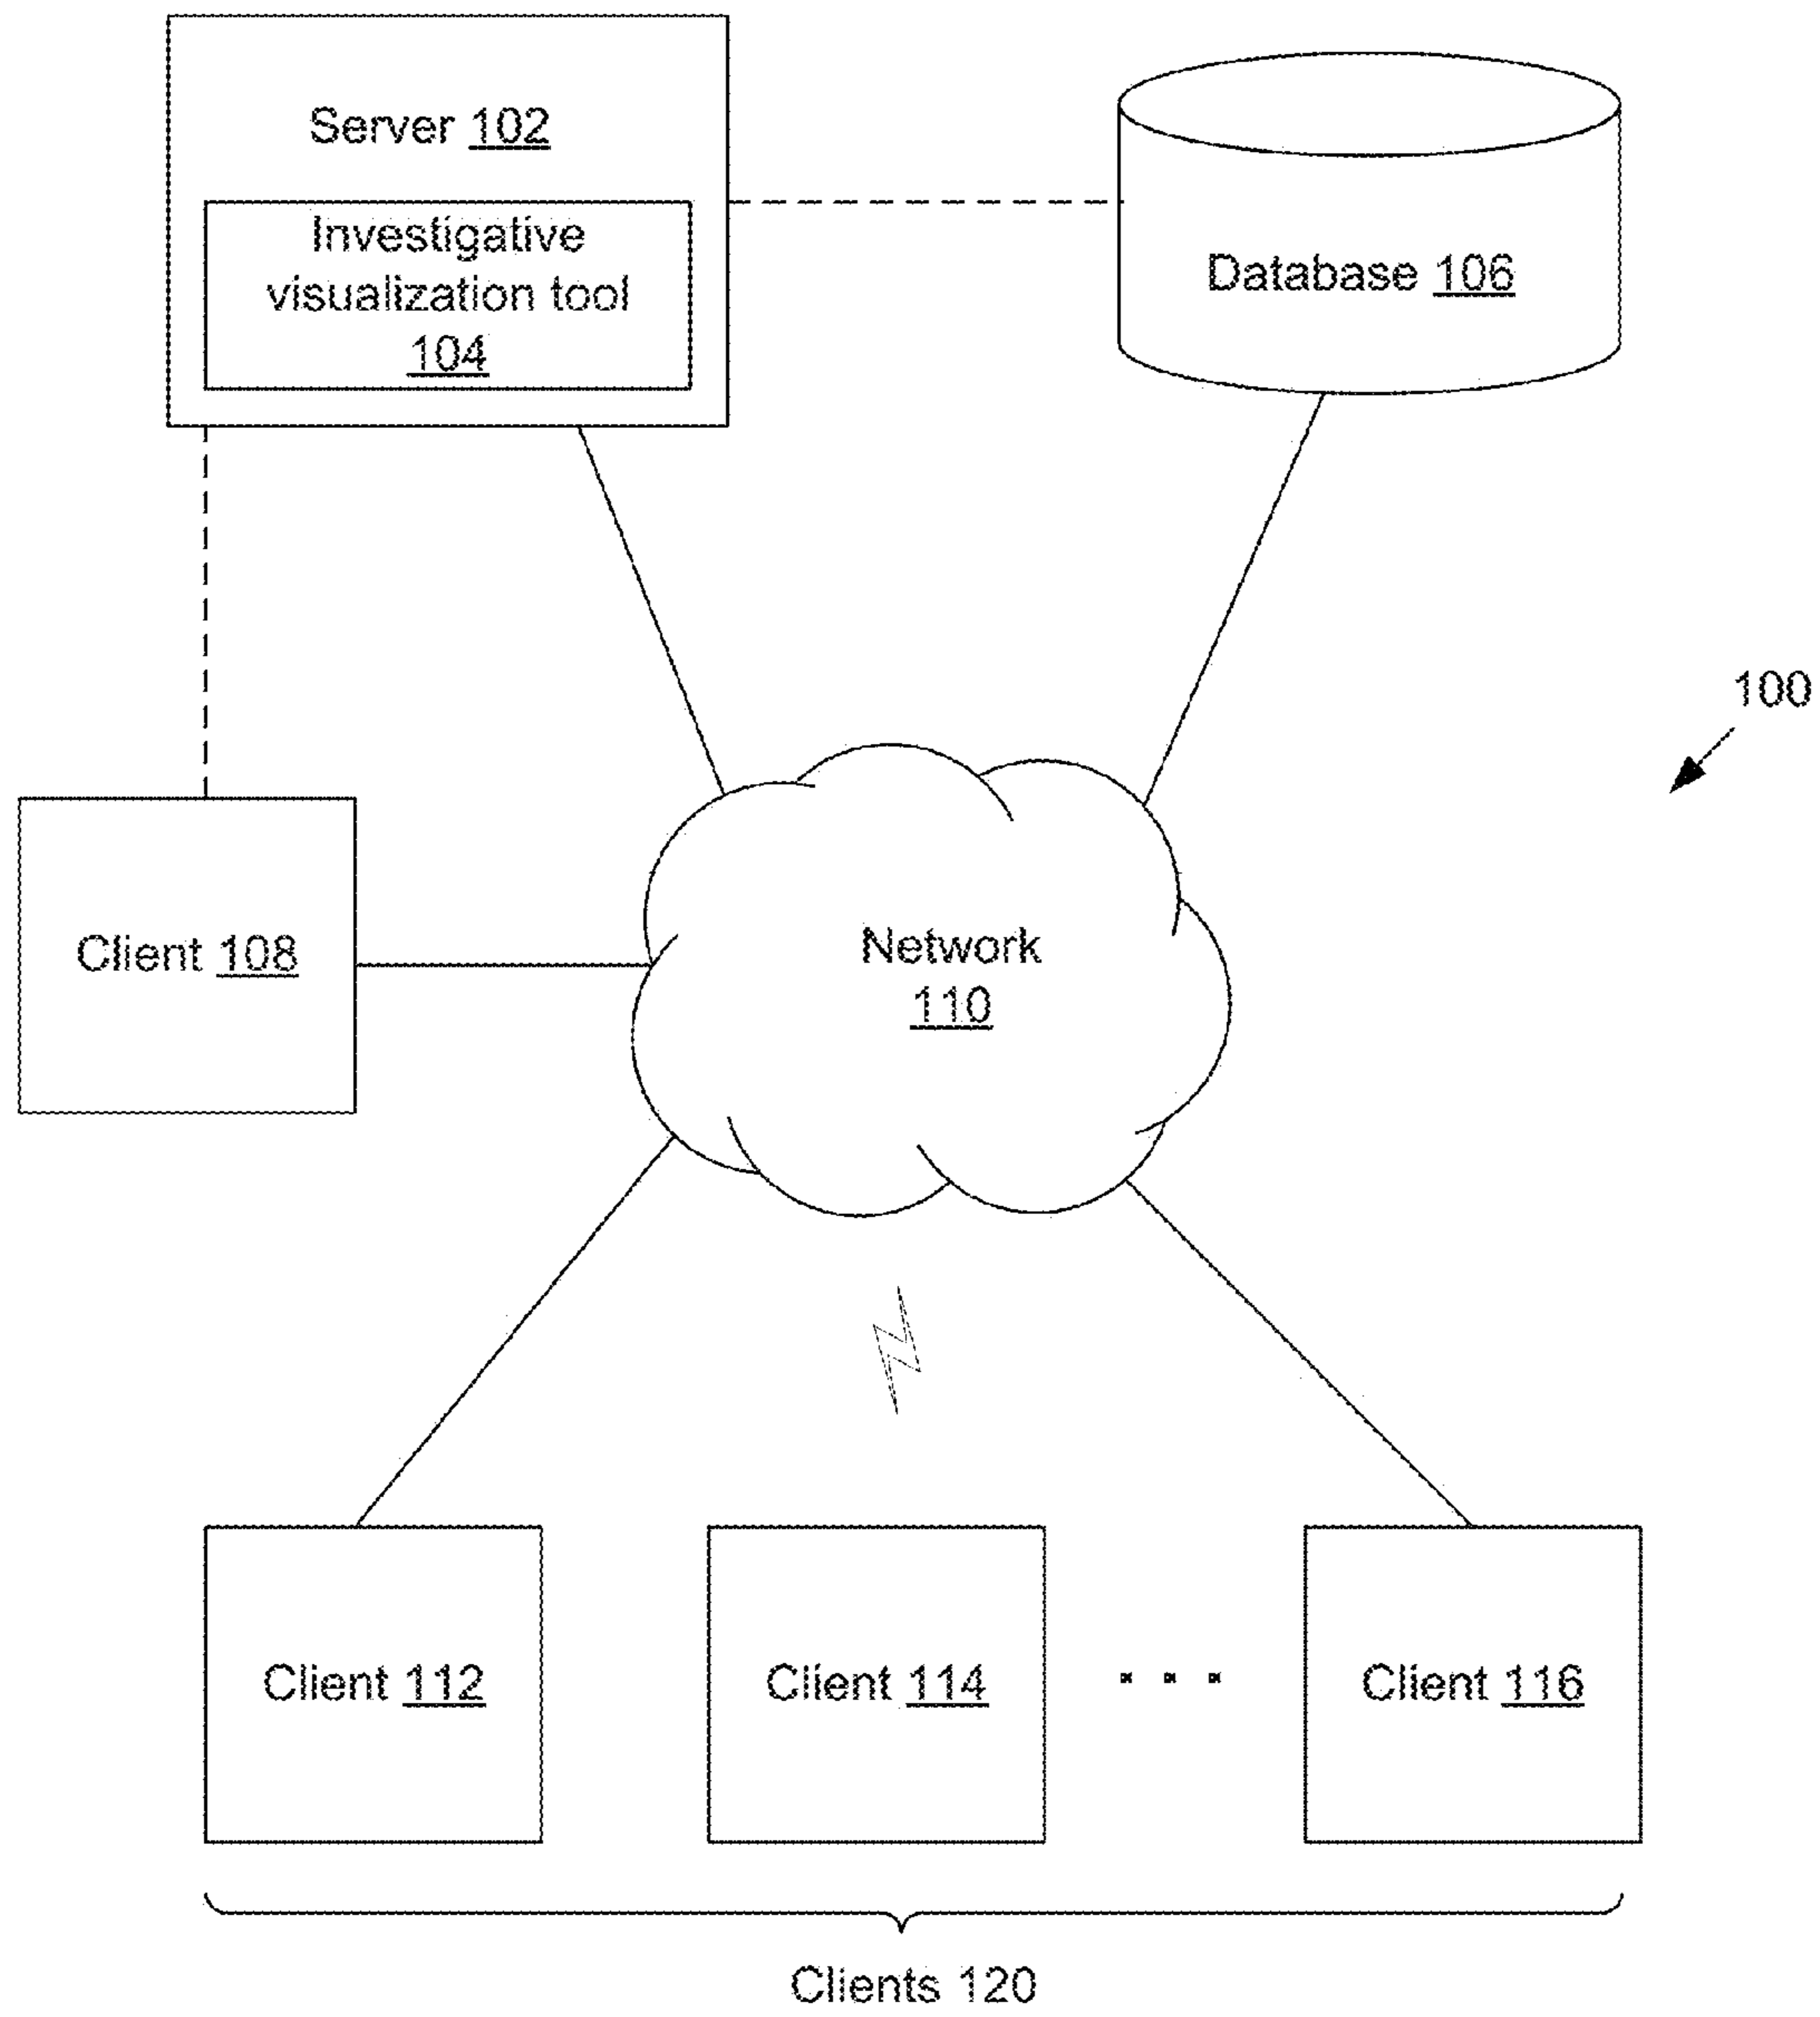 Server 102
Investigative
visualization tool
104
Database 106
100
Client 108
Network
110
Client 112
Client 114
. . .
Client 116
Clients 120